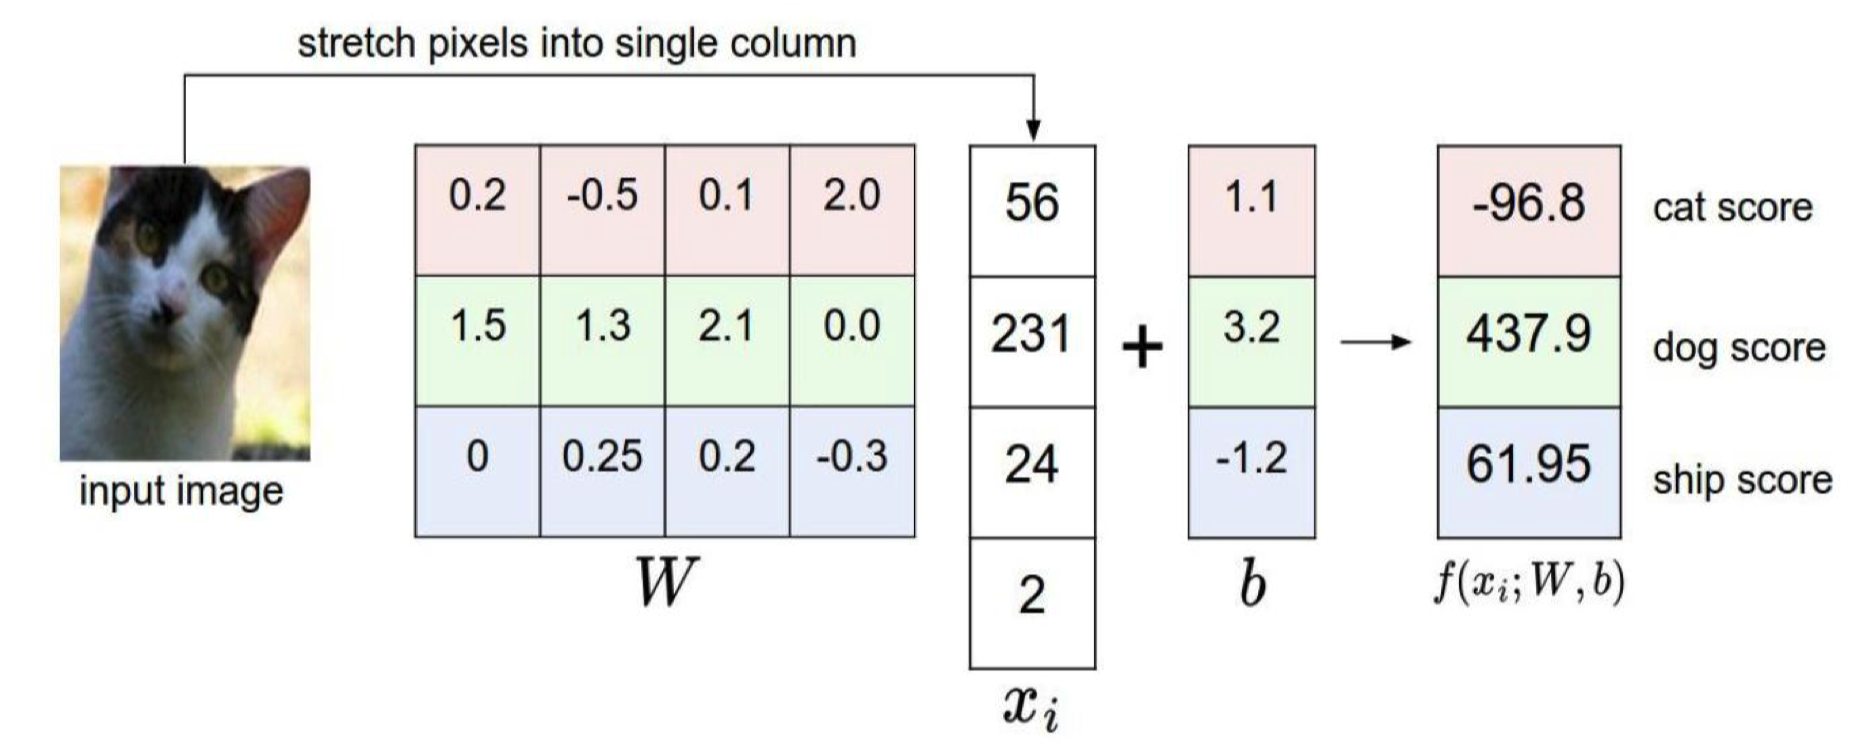 stretch pixels into single column
0.2 -0.5 0.1 2.0 56 1.1 -96.8 cat score
1.5 1.3 2.1 0.0 231 + 3.2 437.9 dog score
0 0.25 0.2 -0.3 24 -1.2 61.95 ship score
input image
W 2 b f(x_i; W, b)
x_i